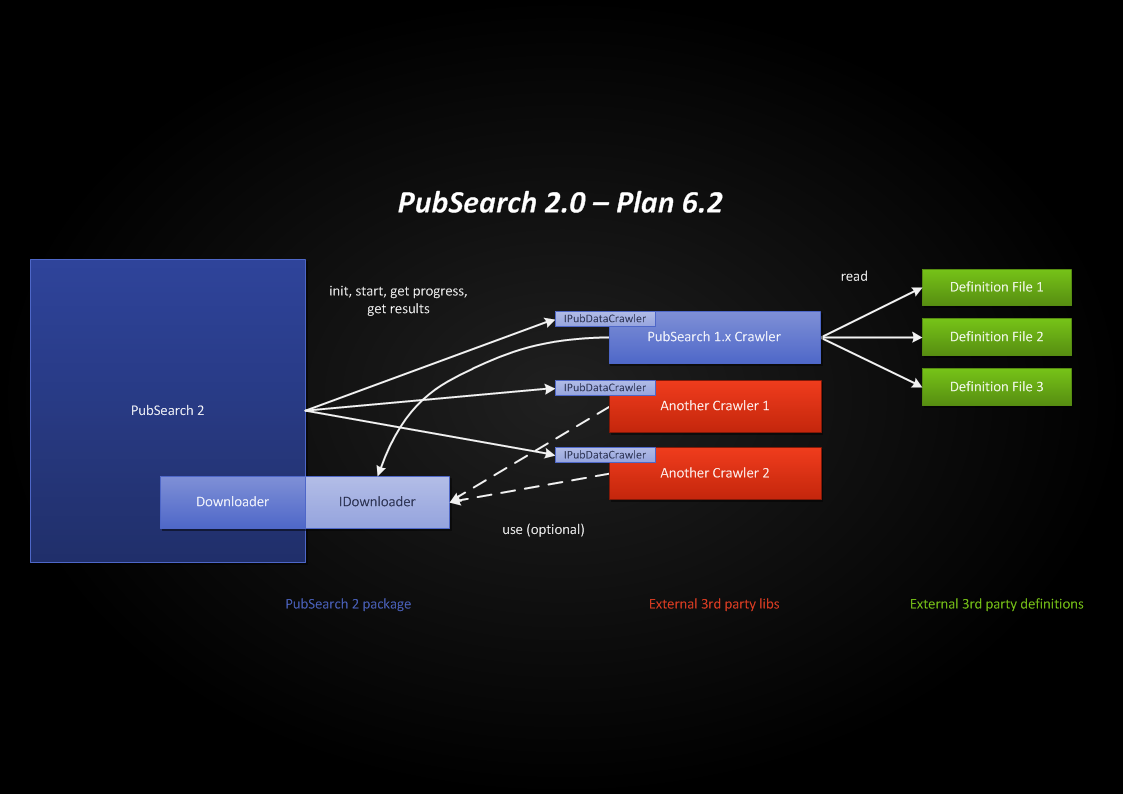 PubSearch 2.0 – Plan 6.2
init, start, get progress,
get results
read
Definition File 1
Definition File 2
Definition File 3
IPubDataCrawler
PubSearch 1.x Crawler
IPubDataCrawler
Another Crawler 1
IPubDataCrawler
Another Crawler 2
PubSearch 2
Downloader
IDownloader
use (optional)
PubSearch 2 package
External 3rd party libs
External 3rd party definitions